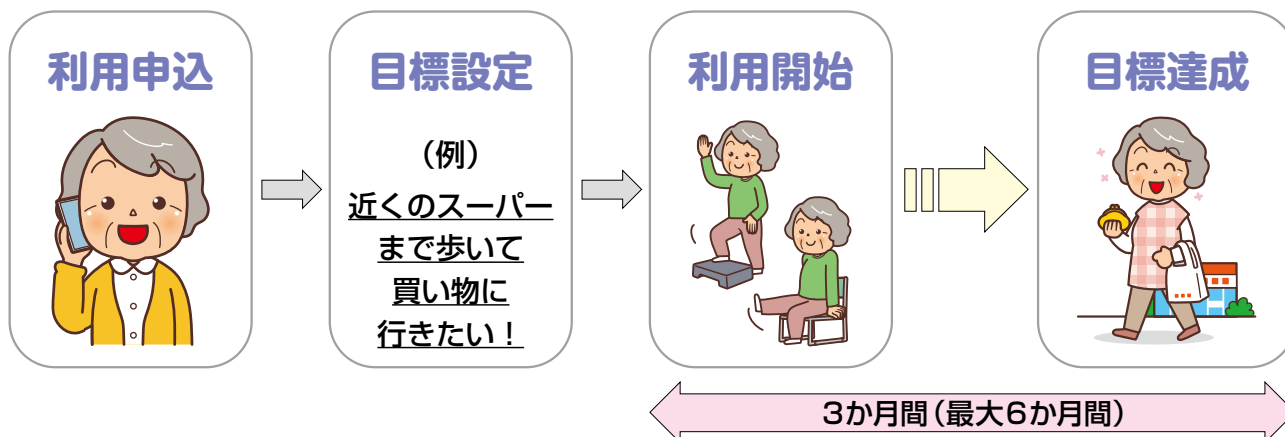 利用申込
目標設定
(例)
近くのスーパー
まで歩いて
買い物に
行きたい！
利用開始
目標達成
3か月間(最大6か月間)